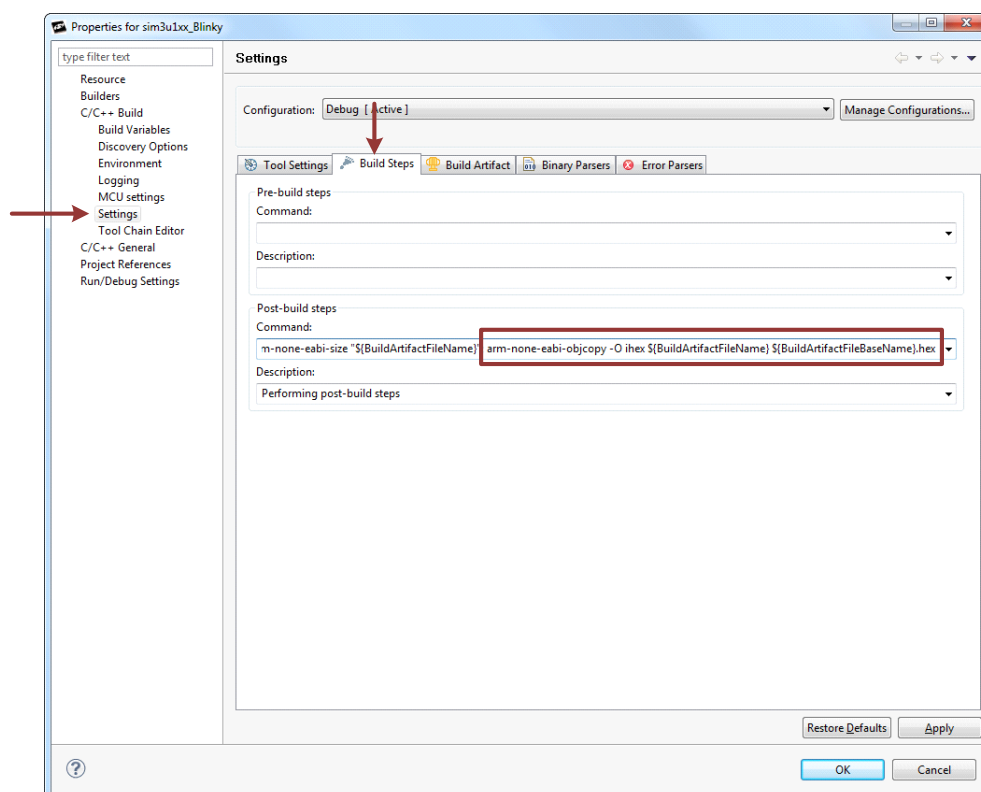 Properties for sim3u1xx_Blinky
type filter text
Resource
Builders
C/C++ Build
Build Variables
Discovery Options
Environment
Logging
MCU settings
Settings
Tool Chain Editor
C/C++ General
Project References
Run/Debug Settings
Settings
Configuration: Debug [ Active ] Manage Configurations...
Tool Settings Build Steps Build Artifact Binary Parsers Error Parsers
Pre-build steps
Command:
Description:
Post-build steps
Command:
m-none-eabi-size "${BuildArtifactFileName}" arm-none-eabi-objcopy -O ihex ${BuildArtifactFileName} ${BuildArtifactFileBaseName}.hex
Description:
Performing post-build steps
Restore Defaults Apply
OK Cancel